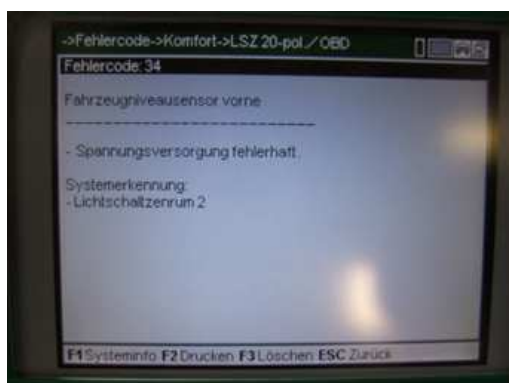 ->Fehlercode->Komfort->LSZ 20-pol./OBD
Fehlercode: 34
Fahrzeugniveausensor vorne
----------------------------
- Spannungsversorgung fehlerhaft.
Systemerkennung:
- Lichtschaltzenrum 2
F1 Systeminfo F2 Drucken F3 Löschen ESC Zurück